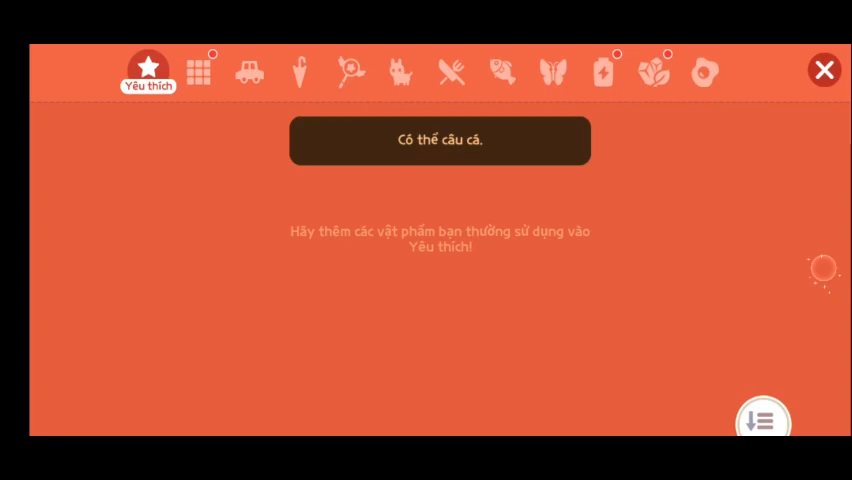 Yêu thích
Có thể câu cá.
Hãy thêm các vật phẩm bạn thường sử dụng vào
Yêu thích!